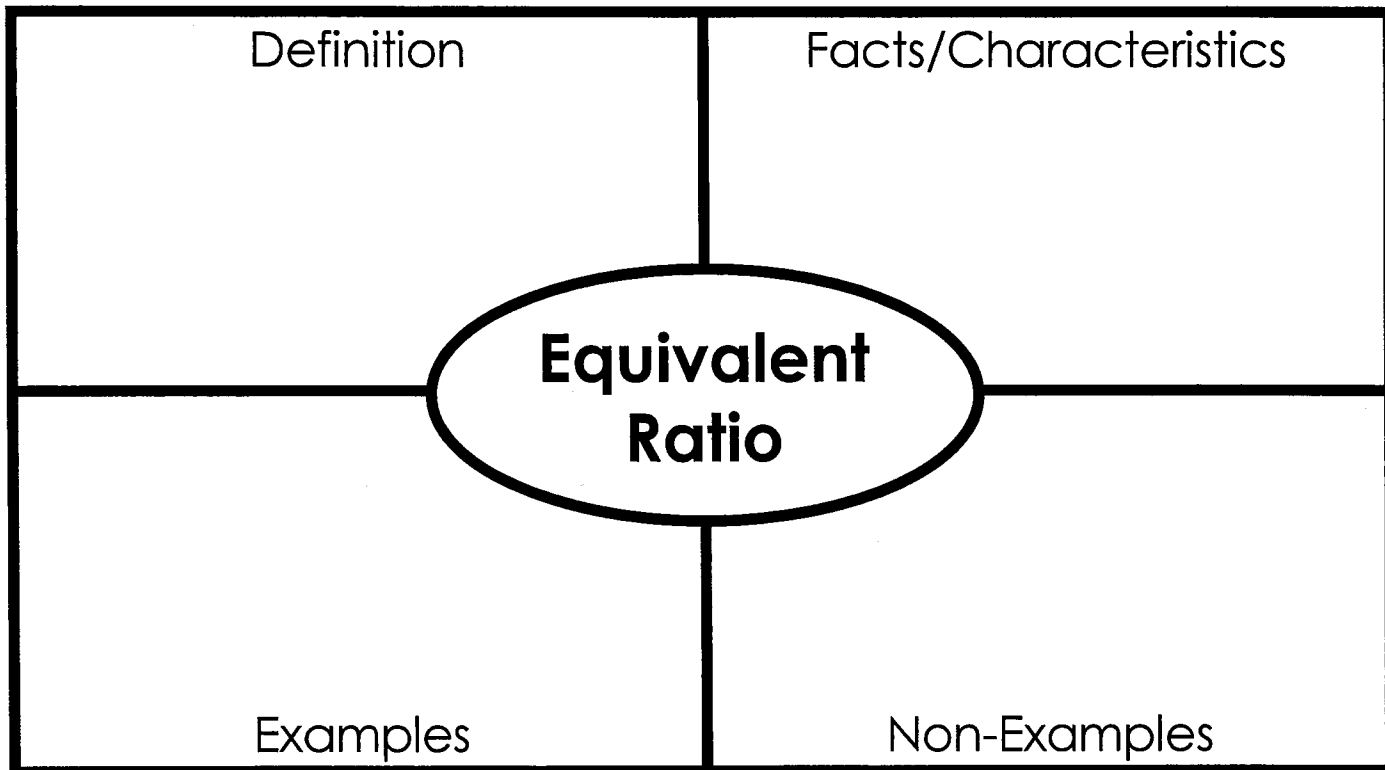 Definition
Facts/Characteristics
Equivalent
Ratio
Examples
Non-Examples